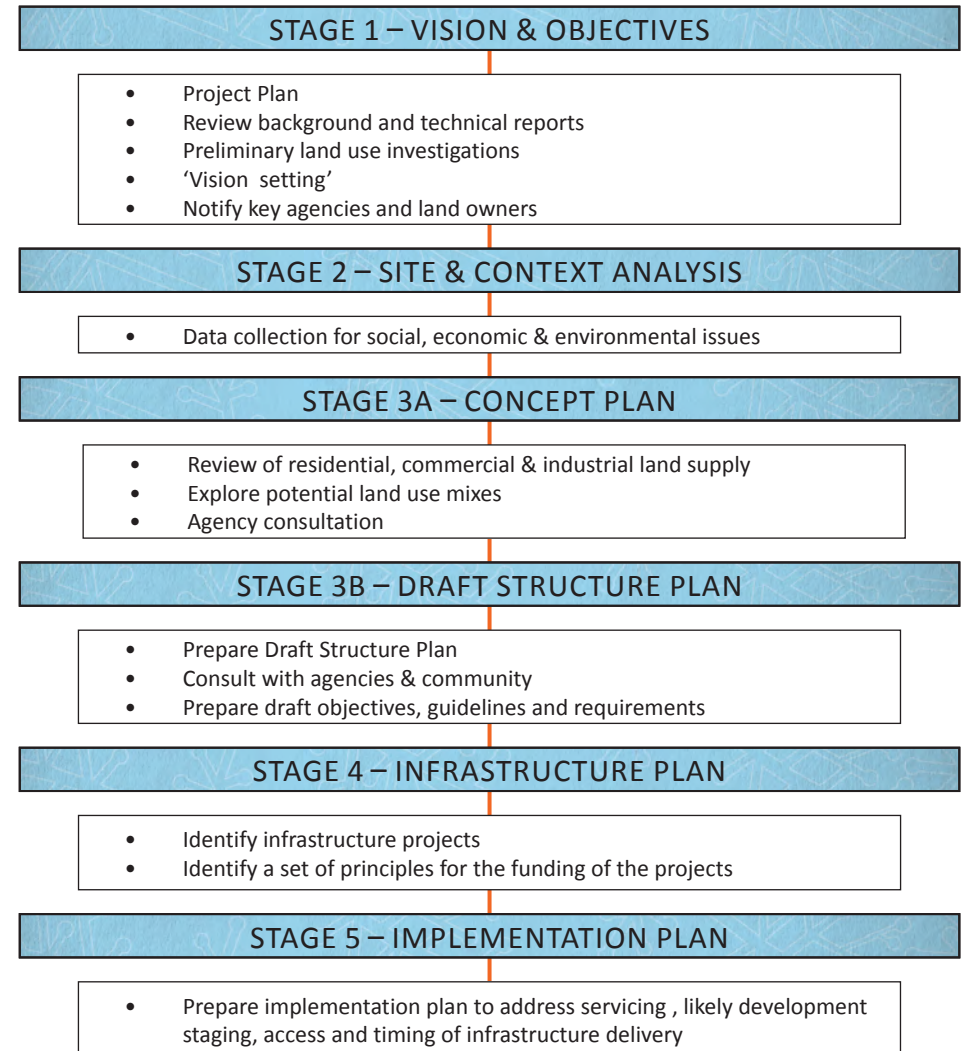 STAGE 1 – VISION & OBJECTIVES
• Project Plan
• Review background and technical reports
• Preliminary land use investigations
• ‘Vision setting’
• Notify key agencies and land owners
STAGE 2 – SITE & CONTEXT ANALYSIS
• Data collection for social, economic & environmental issues
STAGE 3A – CONCEPT PLAN
• Review of residential, commercial & industrial land supply
• Explore potential land use mixes
• Agency consultation
STAGE 3B – DRAFT STRUCTURE PLAN
• Prepare Draft Structure Plan
• Consult with agencies & community
• Prepare draft objectives, guidelines and requirements
STAGE 4 – INFRASTRUCTURE PLAN
• Identify infrastructure projects
• Identify a set of principles for the funding of the projects
STAGE 5 – IMPLEMENTATION PLAN
• Prepare implementation plan to address servicing , likely development
staging, access and timing of infrastructure delivery